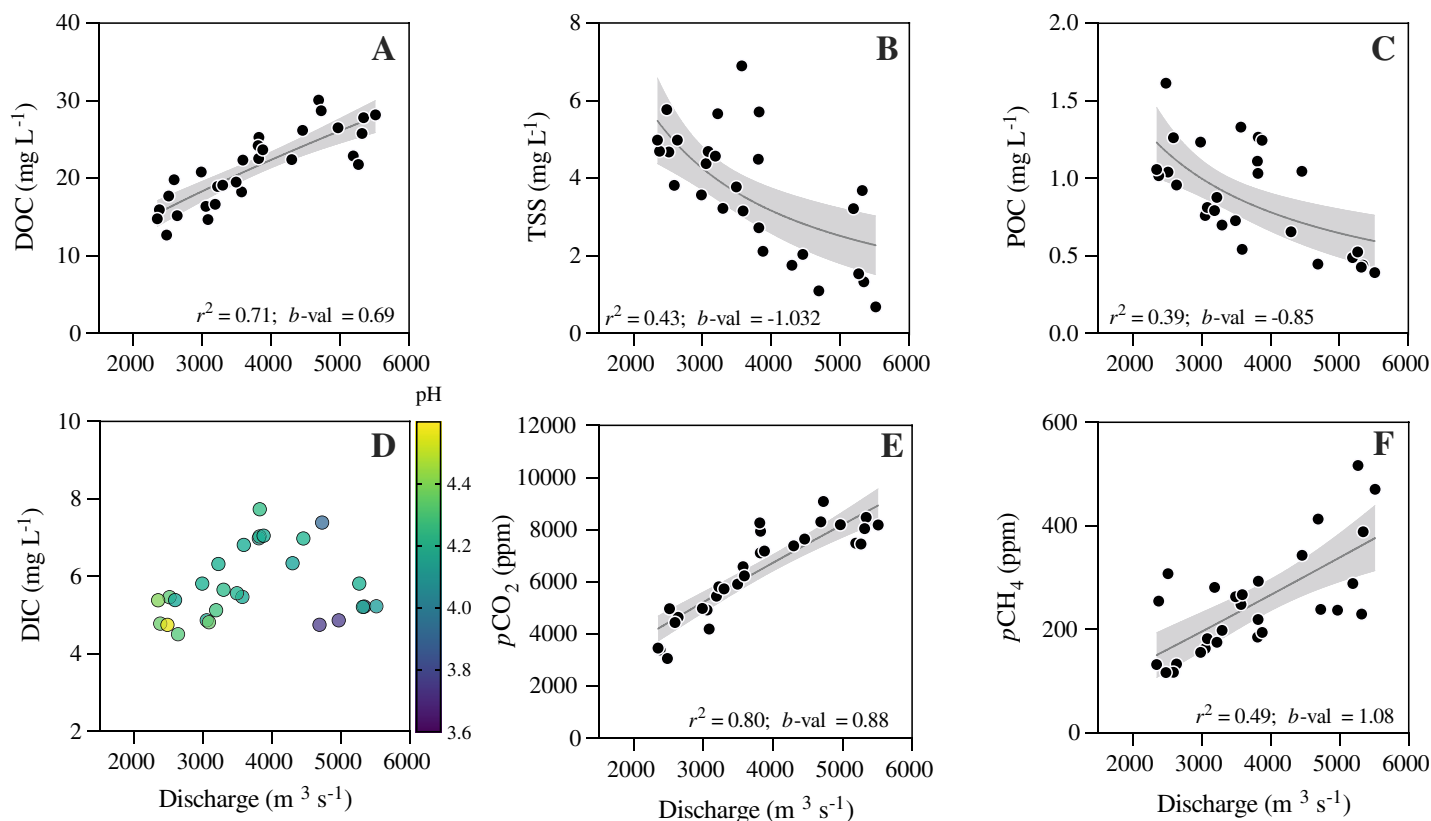 A
DOC (mg L-1)
40
30
20
10
0
2000 3000 4000 5000 6000
r2 = 0.71; b-val = 0.69
B
TSS (mg L-1)
8
6
4
2
0
2000 3000 4000 5000 6000
r2 = 0.43; b-val = -1.032
C
POC (mg L-1)
2.0
1.5
1.0
0.5
0.0
2000 3000 4000 5000 6000
r2 = 0.39; b-val = -0.85
D
DIC (mg L-1)
10
8
6
4
2
2000 3000 4000 5000 6000
Discharge (m 3 s-1)
pH
4.4
4.2
4.0
3.8
3.6
E
pCO2 (ppm)
12000
10000
8000
6000
4000
2000
0
2000 3000 4000 5000 6000
r2 = 0.80; b-val = 0.88
Discharge (m 3 s-1)
F
pCH4 (ppm)
600
400
200
0
2000 3000 4000 5000 6000
r2 = 0.49; b-val = 1.08
Discharge (m 3 s-1)